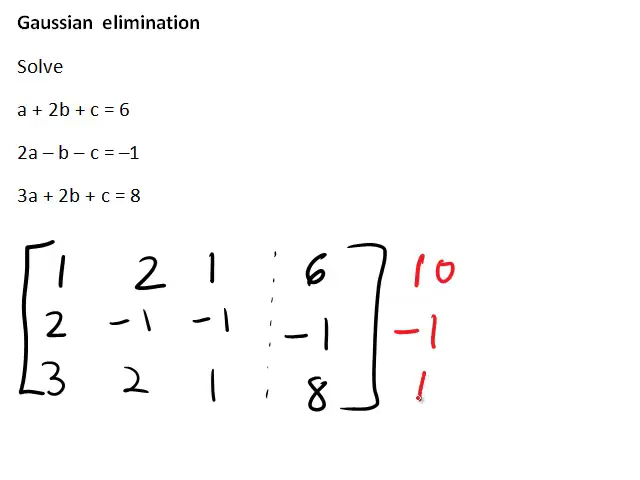 Gaussian elimination
Solve
a + 2b + c = 6
2a – b – c = –1
3a + 2b + c = 8
1 2 1 6 10
2 -1 -1 -1 -1
3 2 1 8 1